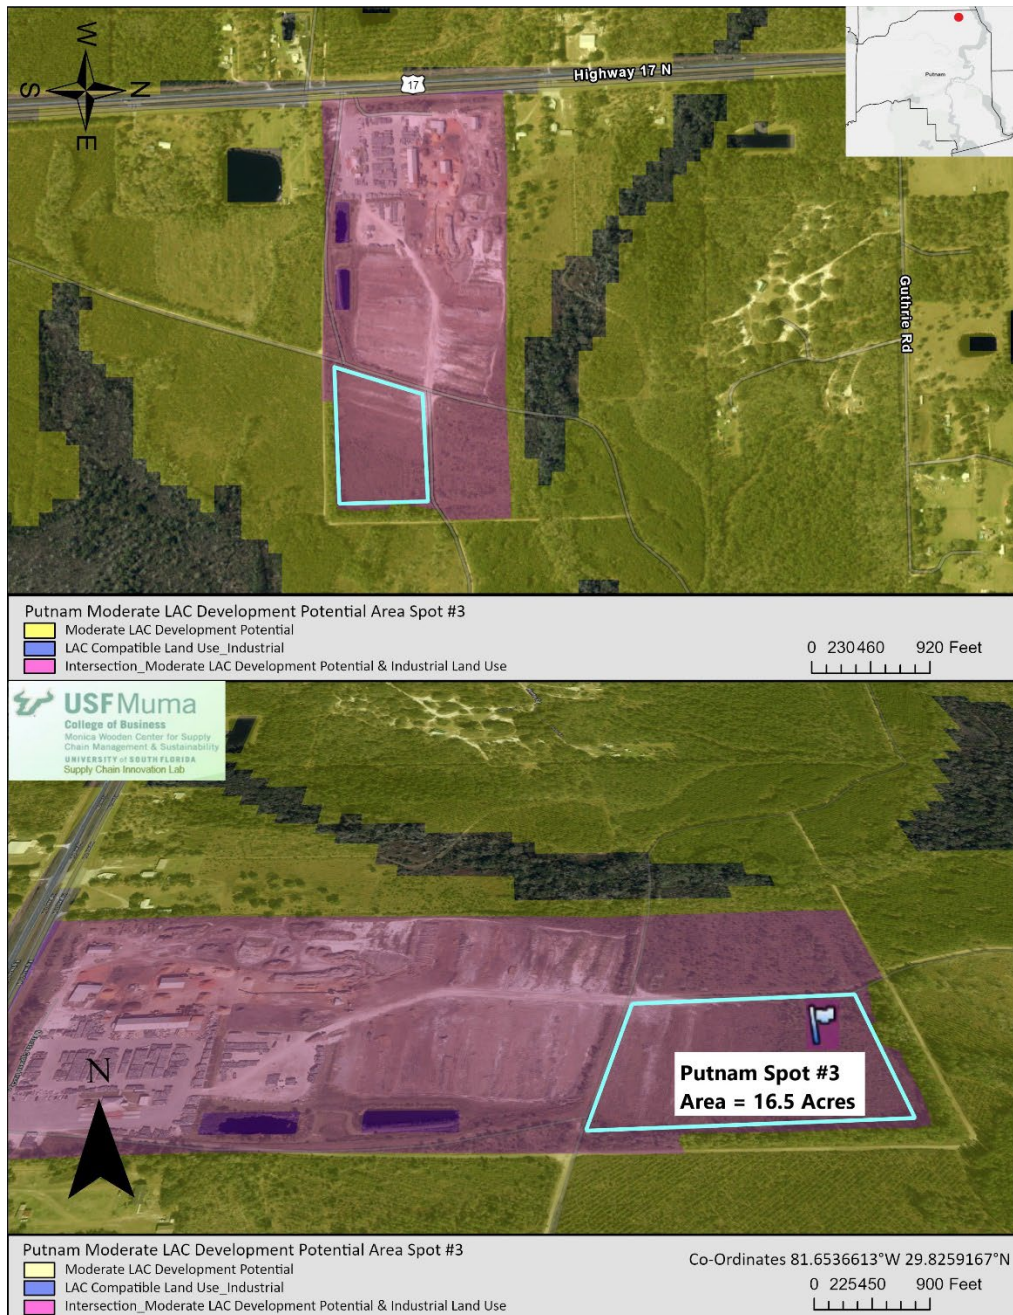 W
S
N
E
17
Highway 17 N
Putnam
Guthrie Rd
Putnam Moderate LAC Development Potential Area Spot #3
Moderate LAC Development Potential
LAC Compatible Land Use_Industrial
Intersection_Moderate LAC Development Potential & Industrial Land Use
0 230460 920 Feet
USF Muma
College of Business
Monica Wooden Center for Supply
Chain Management & Sustainability
UNIVERSITY of SOUTH FLORIDA
Supply Chain Innovation Lab
Putnam Spot #3
Area = 16.5 Acres
N
Putnam Moderate LAC Development Potential Area Spot #3
Moderate LAC Development Potential
LAC Compatible Land Use_Industrial
Intersection_Moderate LAC Development Potential & Industrial Land Use
Co-Ordinates 81.6536613°W 29.8259167°N
0 225450 900 Feet